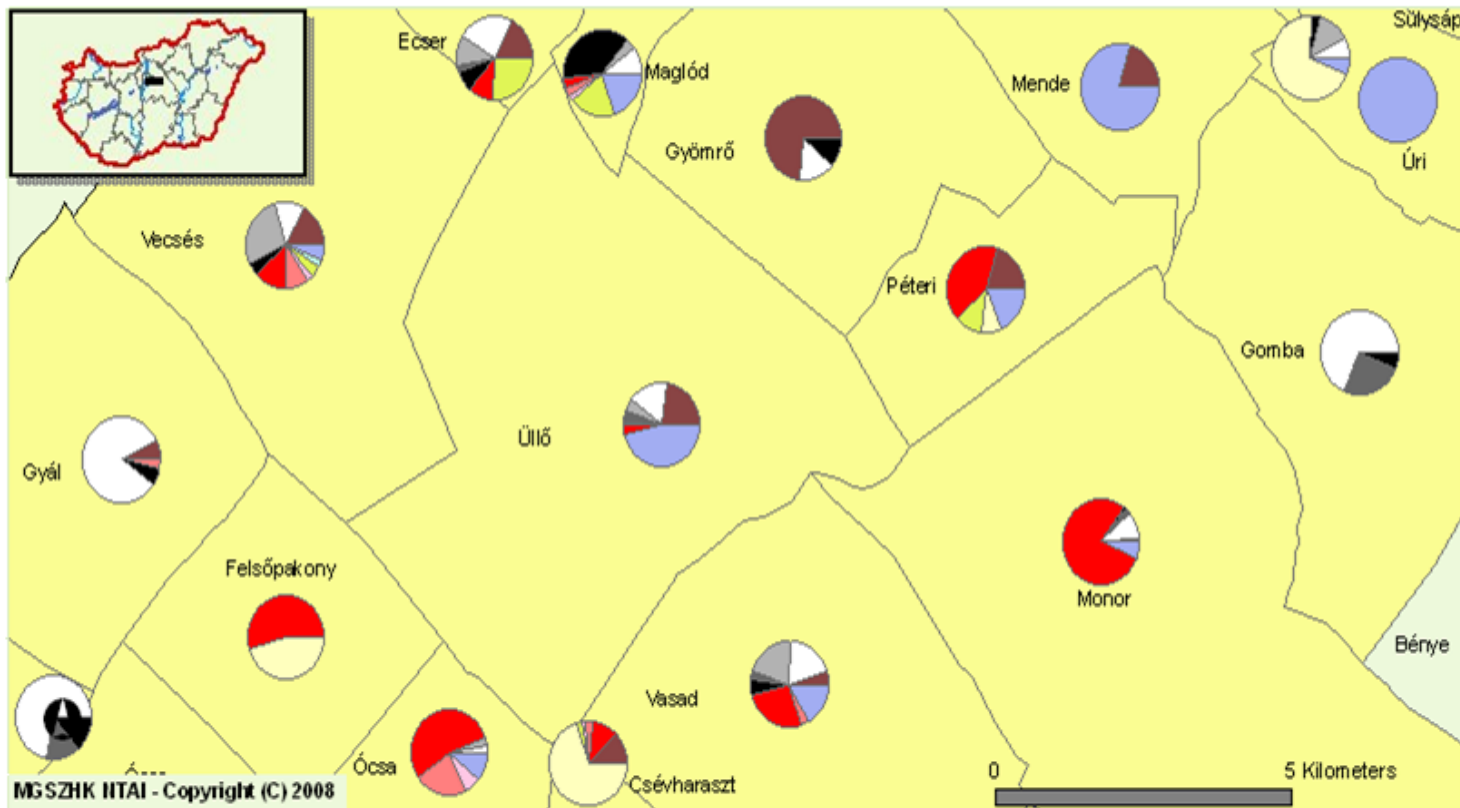 Ecser
Maglód
Gyömrő
Mende
Sülysáp
Úri
Vecsés
Péteri
Gomba
Üllő
Gyál
Felsőpakony
Monor
Bénye
Vasad
Ócsa
Csévharaszt
0 5 Kilometers
MGSZHK NTAI - Copyright (C) 2008